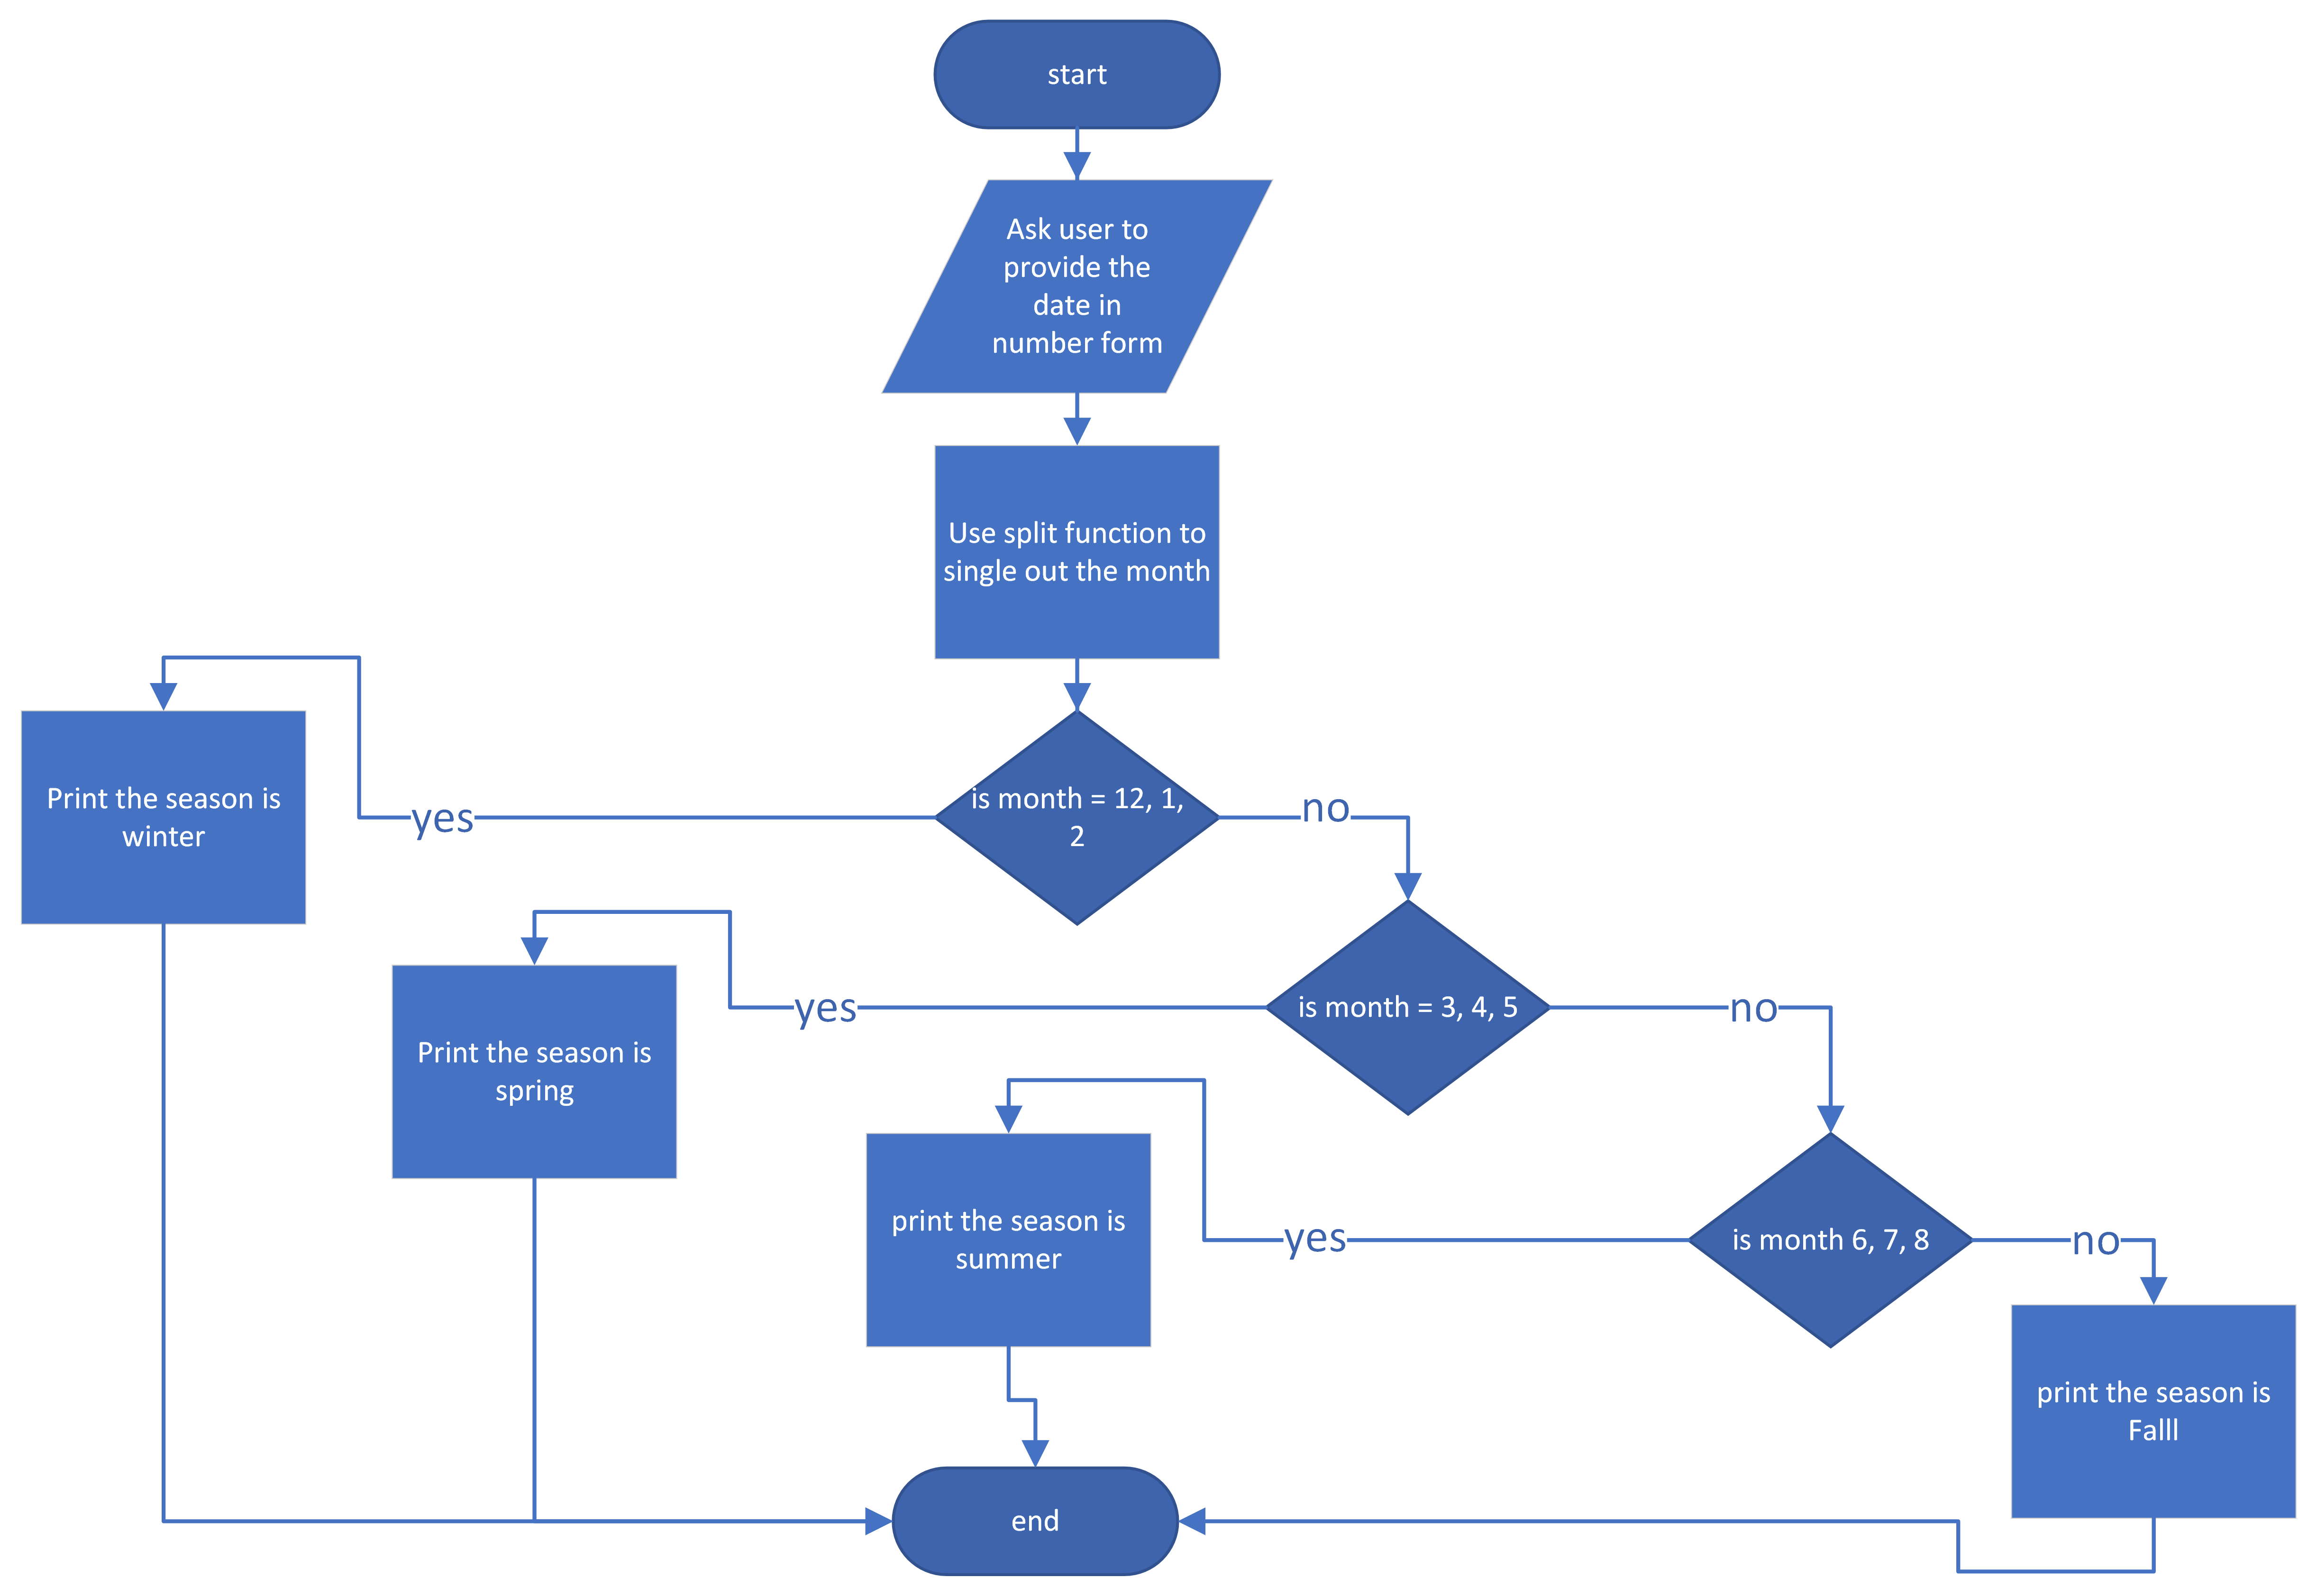 start
Ask user to
provide the
date in
number form
Use split function to
single out the month
is month = 12, 1,
2
yes
no
Print the season is
winter
is month = 3, 4, 5
yes
no
Print the season is
spring
is month 6, 7, 8
yes
no
print the season is
summer
print the season is
Falll
end